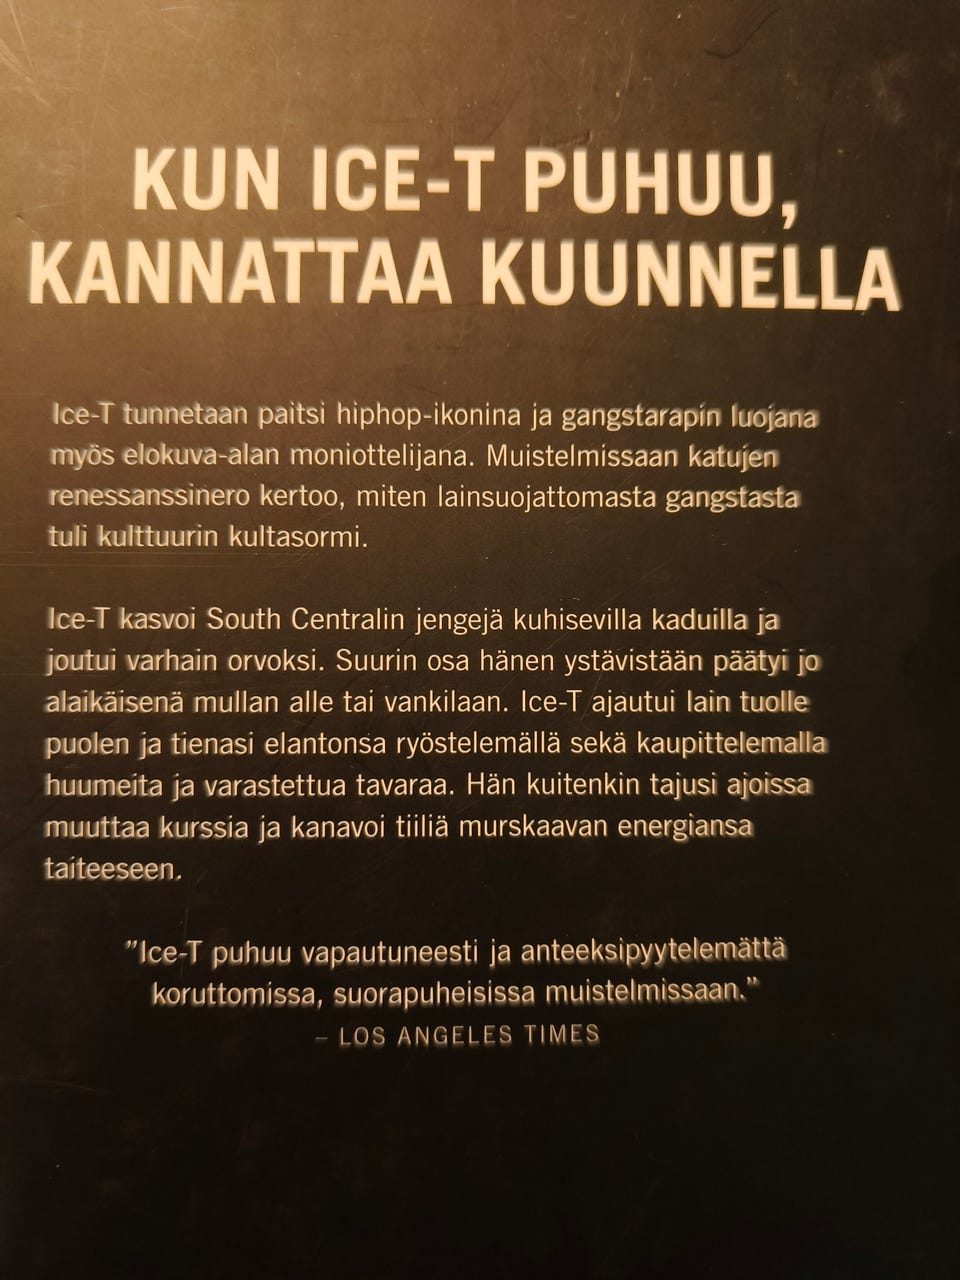 KUN ICE-T PUHUU,
KANNATTAA KUUNNELLA
Ice-T tunnetaan paitsi hiphop-ikonina ja gangstarapin luojana
myös elokuva-alan moniottelijana. Muistelmissaan katujen
renessanssinero kertoo, miten lainsuojattomasta gangstasta
tuli kulttuurin kultasormi.
Ice-T kasvoi South Centralin jengejä kuhisevilla kaduilla ja
joutui varhain orvoksi. Suurin osa hänen ystävistään päätyi jo
alaikäisenä mullan alle tai vankilaan. Ice-T ajautui lain tuolle
puolen ja tienasi elantonsa ryöstelemällä sekä kaupittelemalla
huumeita ja varastettua tavaraa. Hän kuitenkin tajusi ajoissa
muuttaa kurssia ja kanavoi tiiliä murskaavan energiansa
taiteeseen.
”Ice-T puhuu vapautuneesti ja anteeksipyytelemättä
koruttomissa, suorapuheisissa muistelmissaan.”
– LOS ANGELES TIMES